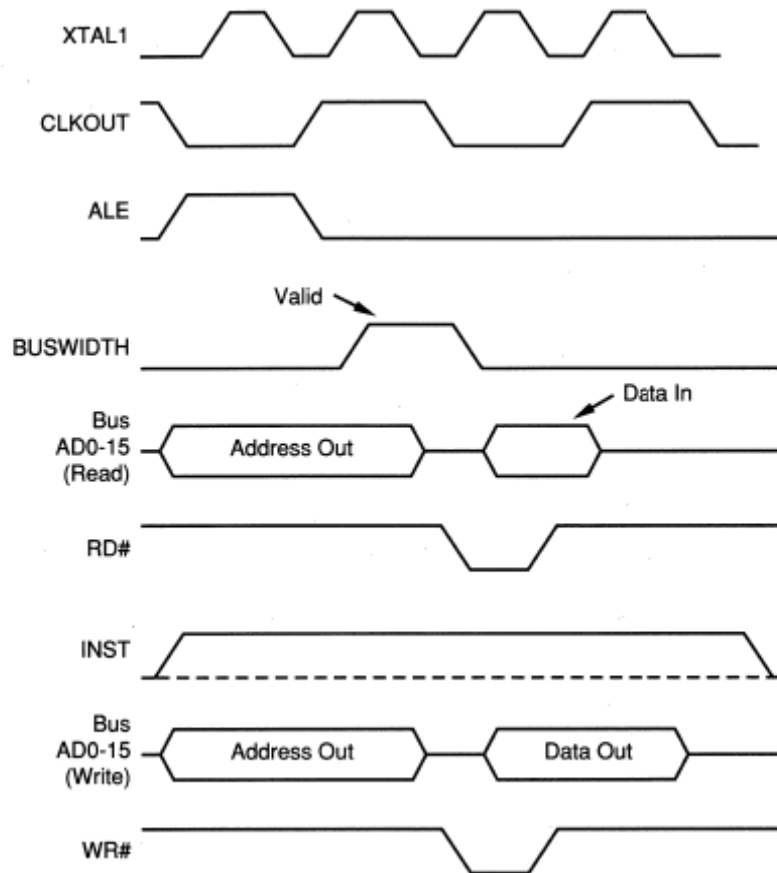 XTAL1
CLKOUT
ALE
Valid
BUSWIDTH
Data In
Bus
AD0-15
(Read)
Address Out
RD#
INST
Bus
AD0-15
(Write)
Address Out
Data Out
WR#